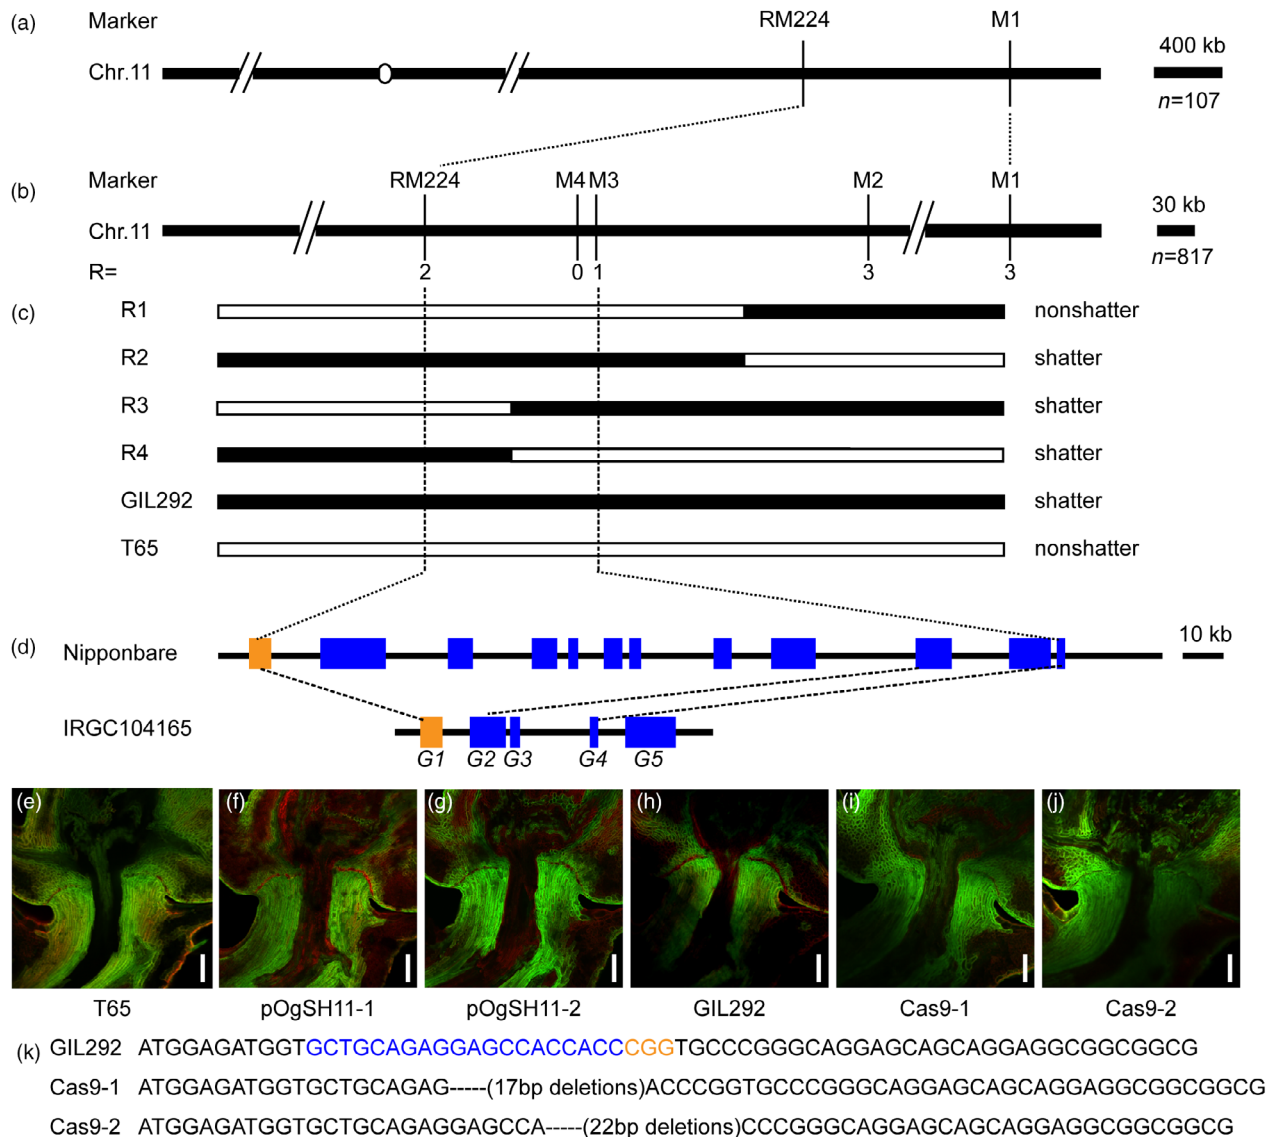 (a) Marker RM224 M1 400 kb
Chr.11 n=107
(b) Marker RM224 M4 M3 M2 M1 30 kb
Chr.11 n=817
R= 2 0 1 3 3
(c) R1 nonshatter
R2 shatter
R3 shatter
R4 shatter
GIL292 shatter
T65 nonshatter
(d) Nipponbare 10 kb
IRGC104165
G1 G2 G3 G4 G5
(e) (f) (g) (h) (i) (j)
T65 pOgSH11-1 pOgSH11-2 GIL292 Cas9-1 Cas9-2
(k) GIL292 ATGGAGATGGTGCTGCAGAGGAGCCACCACCCGGTGCCCGGGCAGGAGCAGCAGGAGGCGGCGGCG
Cas9-1 ATGGAGATGGTGCTGCAGAG-----(17bp deletions)ACCCGGTGCCCGGGCAGGAGCAGCAGGAGGCGGCGGCG
Cas9-2 ATGGAGATGGTGCTGCAGAGGAGCCA-----(22bp deletions)CCCGGGCAGGAGCAGCAGGAGGCGGCGGCG